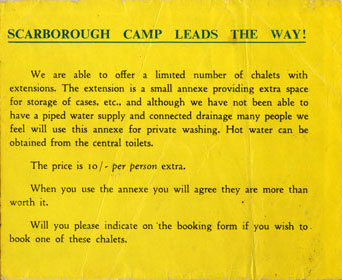 SCARBOROUGH CAMP LEADS THE WAY!
We are able to offer a limited number of chalets with
extensions. The extension is a small annexe providing extra space
for storage of cases, etc., and although we have not been able to
have a piped water supply and connected drainage many people we
feel will use this annexe for private washing. Hot water can be
obtained from the central toilets.
The price is 10/- per person extra.
When you use the annexe you will agree they are more than
worth it.
Will you please indicate on the booking form if you wish to
book one of these chalets.